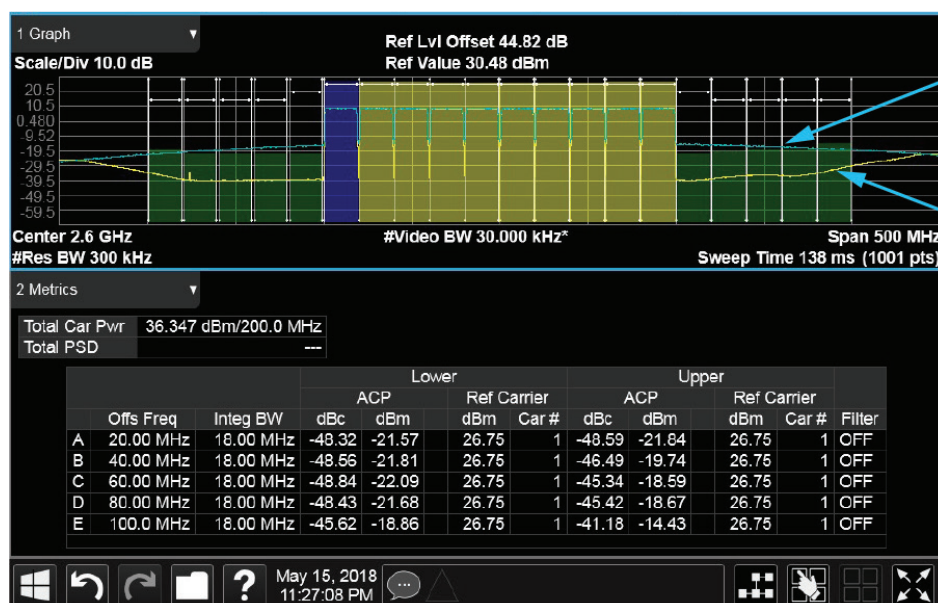 1 Graph
Ref Lvl Offset 44.82 dB
Scale/Div 10.0 dB
Ref Value 30.48 dBm
20.5
10.5
0.480
-9.52
-19.5
-29.5
-39.5
-49.5
-59.5
Center 2.6 GHz
#Video BW 30.000 kHz*
Span 500 MHz
#Res BW 300 kHz
Sweep Time 138 ms (1001 pts)
2 Metrics
Total Car Pwr 36.347 dBm/200.0 MHz
Total PSD ---
Lower Upper
ACP Ref Carrier ACP Ref Carrier
Offs Freq Integ BW dBc dBm dBm Car # dBc dBm dBm Car # Filter
A 20.00 MHz 18.00 MHz -48.32 -21.57 26.75 1 -48.59 -21.84 26.75 1 OFF
B 40.00 MHz 18.00 MHz -48.56 -21.81 26.75 1 -46.49 -19.74 26.75 1 OFF
C 60.00 MHz 18.00 MHz -48.84 -22.09 26.75 1 -45.34 -18.59 26.75 1 OFF
D 80.00 MHz 18.00 MHz -48.43 -21.68 26.75 1 -45.42 -18.67 26.75 1 OFF
E 100.0 MHz 18.00 MHz -45.62 -18.86 26.75 1 -41.18 -14.43 26.75 1 OFF
?
May 15, 2018
11:27:08 PM